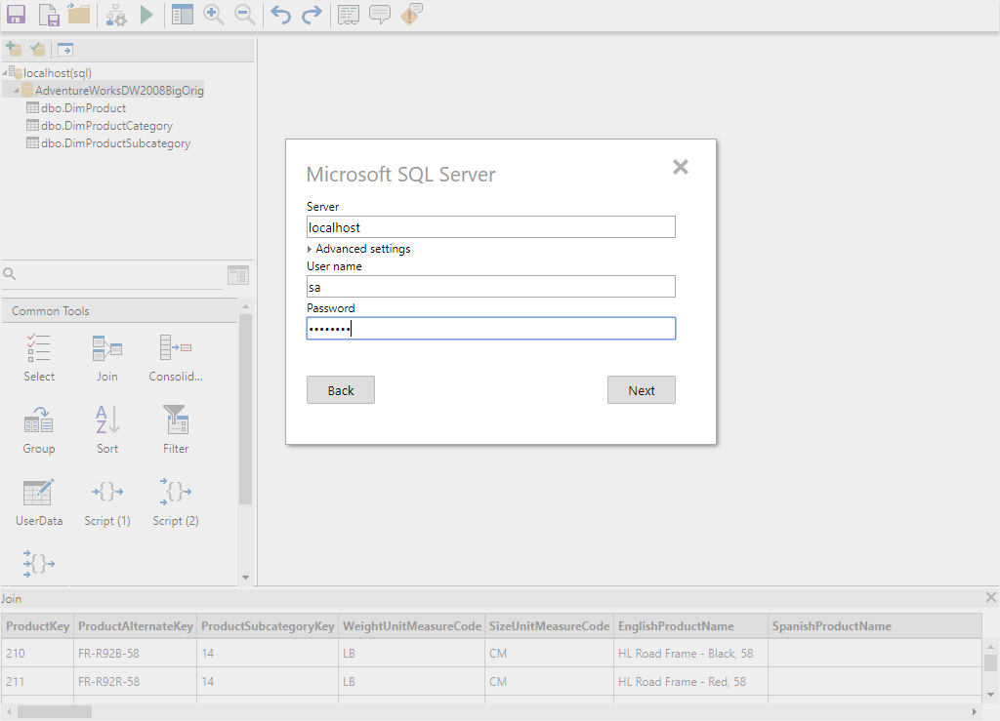 localhost(sql)
AdventureWorksDW2008BigOrig
dbo.DimProduct
dbo.DimProductCategory
dbo.DimProductSubcategory
Common Tools
Select Join Consolid...
Group Sort Filter
UserData Script (1) Script (2)
Microsoft SQL Server
Server
localhost
Advanced settings
User name
sa
Password
••••••••
Back Next
Join
ProductKey ProductAlternateKey ProductSubcategoryKey WeightUnitMeasureCode SizeUnitMeasureCode EnglishProductName SpanishProductName
210 FR-R92B-58 14 LB CM HL Road Frame - Black, 58
211 FR-R92R-58 14 LB CM HL Road Frame - Red, 58